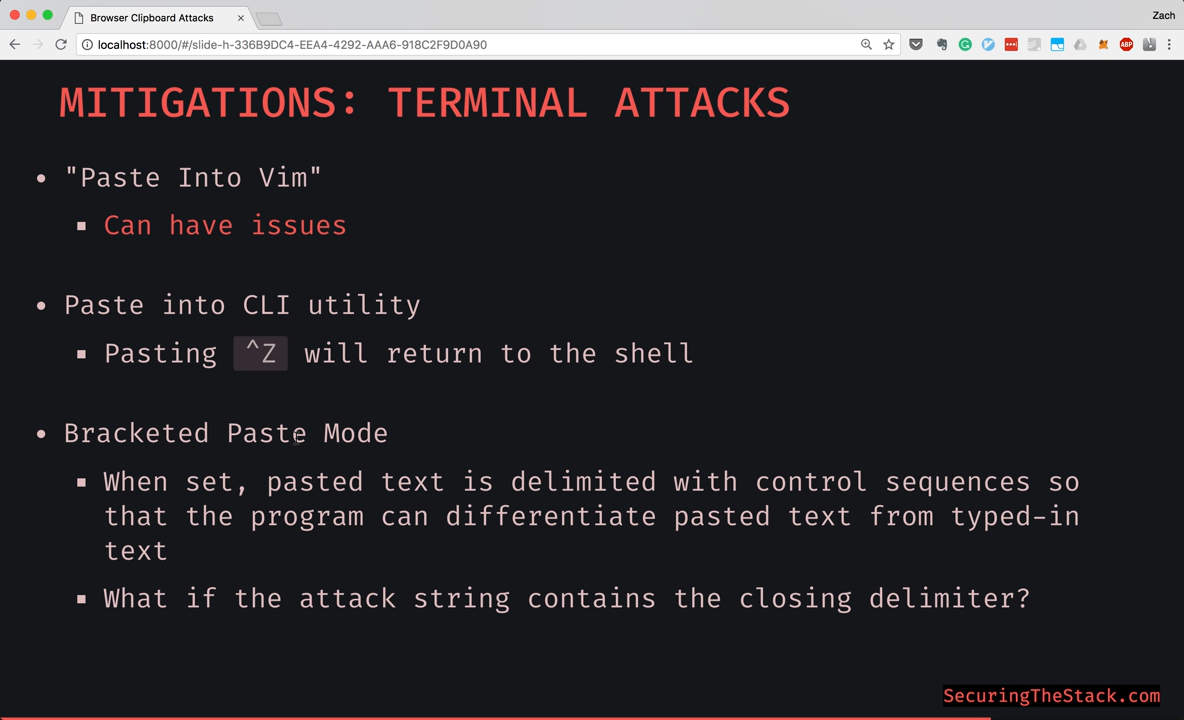 Browser Clipboard Attacks
Zach
localhost:8000/#/slide-h-336B9DC4-EEA4-4292-AAA6-918C2F9D0A90
ABP
MITIGATIONS: TERMINAL ATTACKS
• "Paste Into Vim"
▪ Can have issues
• Paste into CLI utility
▪ Pasting ^Z will return to the shell
• Bracketed Paste Mode
▪ When set, pasted text is delimited with control sequences so
that the program can differentiate pasted text from typed-in
text
▪ What if the attack string contains the closing delimiter?
SecuringTheStack.com